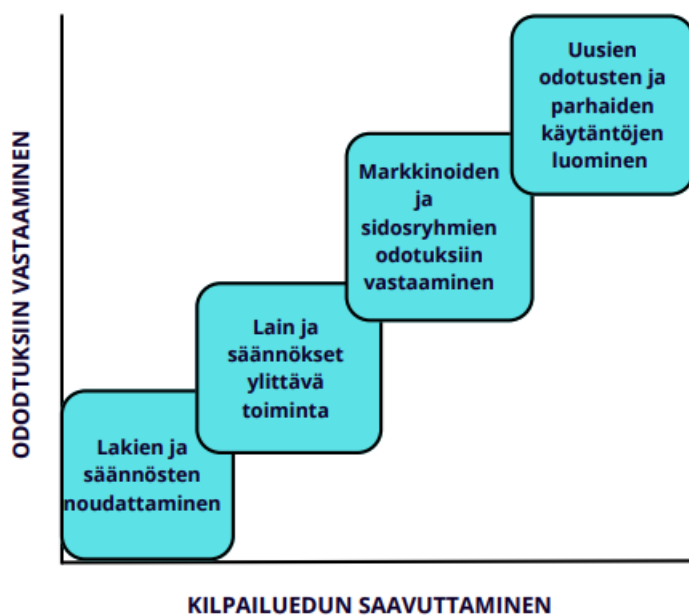 ODODTUKSIIN VASTAAMINEN
Uusien
odotusten ja
parhaiden
käytäntöjen
luominen
Markkinoiden
ja
sidosryhmien
odotuksiin
vastaaminen
Lain ja
säännökset
ylittävä
toiminta
Lakien ja
säännösten
noudattaminen
KILPAILUEDUN SAAVUTTAMINEN